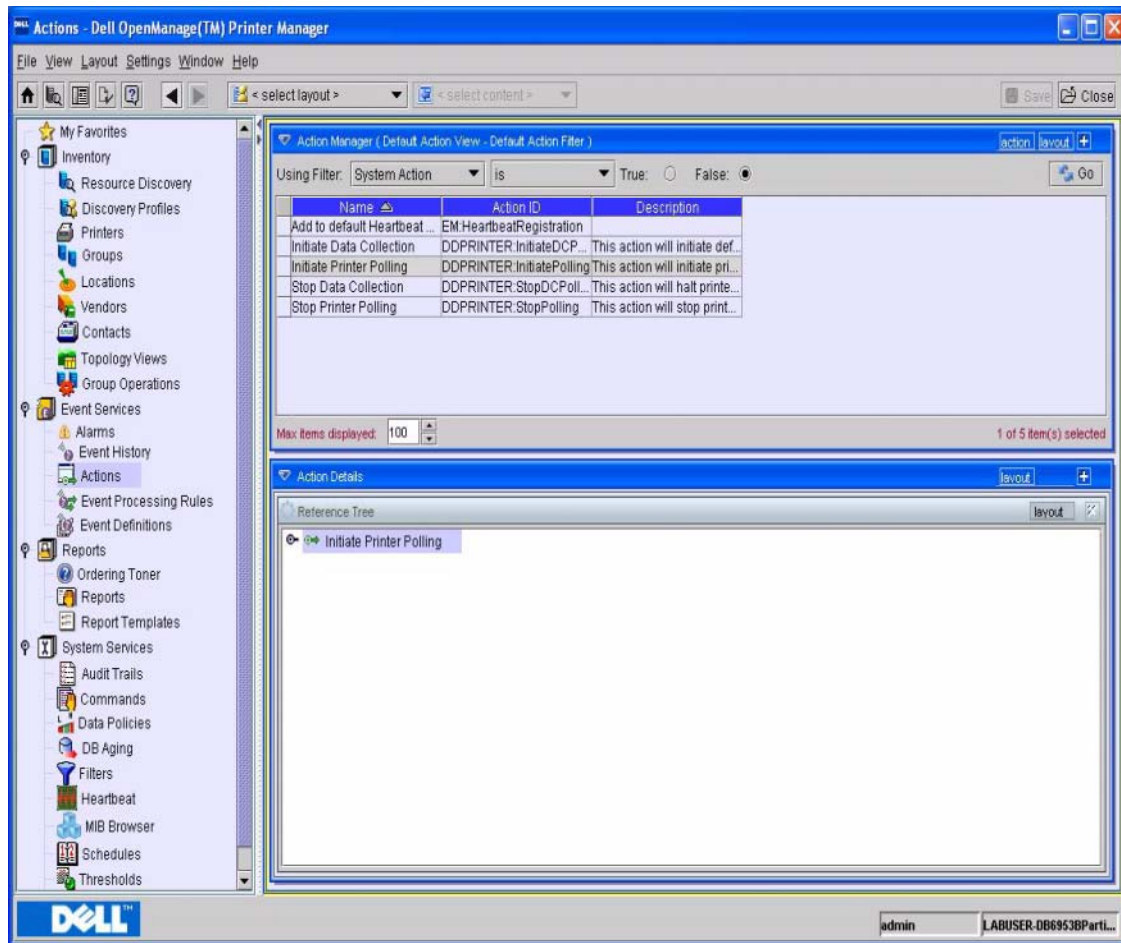 Actions - Dell OpenManage(TM) Printer Manager
File View Layout Settings Window Help
< select layout > < select content > Save Close
My Favorites
Inventory
Resource Discovery
Discovery Profiles
Printers
Groups
Locations
Vendors
Contacts
Topology Views
Group Operations
Event Services
Alarms
Event History
Actions
Event Processing Rules
Event Definitions
Reports
Ordering Toner
Reports
Report Templates
System Services
Audit Trails
Commands
Data Policies
DB Aging
Filters
Heartbeat
MIB Browser
Schedules
Thresholds
Action Manager ( Default Action View - Default Action Filter ) action layout
Using Filter: System Action is True: False: Go
Name Action ID Description
Add to default Heartbeat ... EM:HeartbeatRegistration
Initiate Data Collection DDPRINTER:InitiateDCP... This action will initiate def...
Initiate Printer Polling DDPRINTER:InitiatePolling This action will initiate pri...
Stop Data Collection DDPRINTER:StopDCPoll... This action will halt printe...
Stop Printer Polling DDPRINTER:StopPolling This action will stop print...
Max items displayed: 100 1 of 5 item(s) selected
Action Details layout
Reference Tree layout
Initiate Printer Polling
DELL TM
admin LABUSER-DB6953BParti...